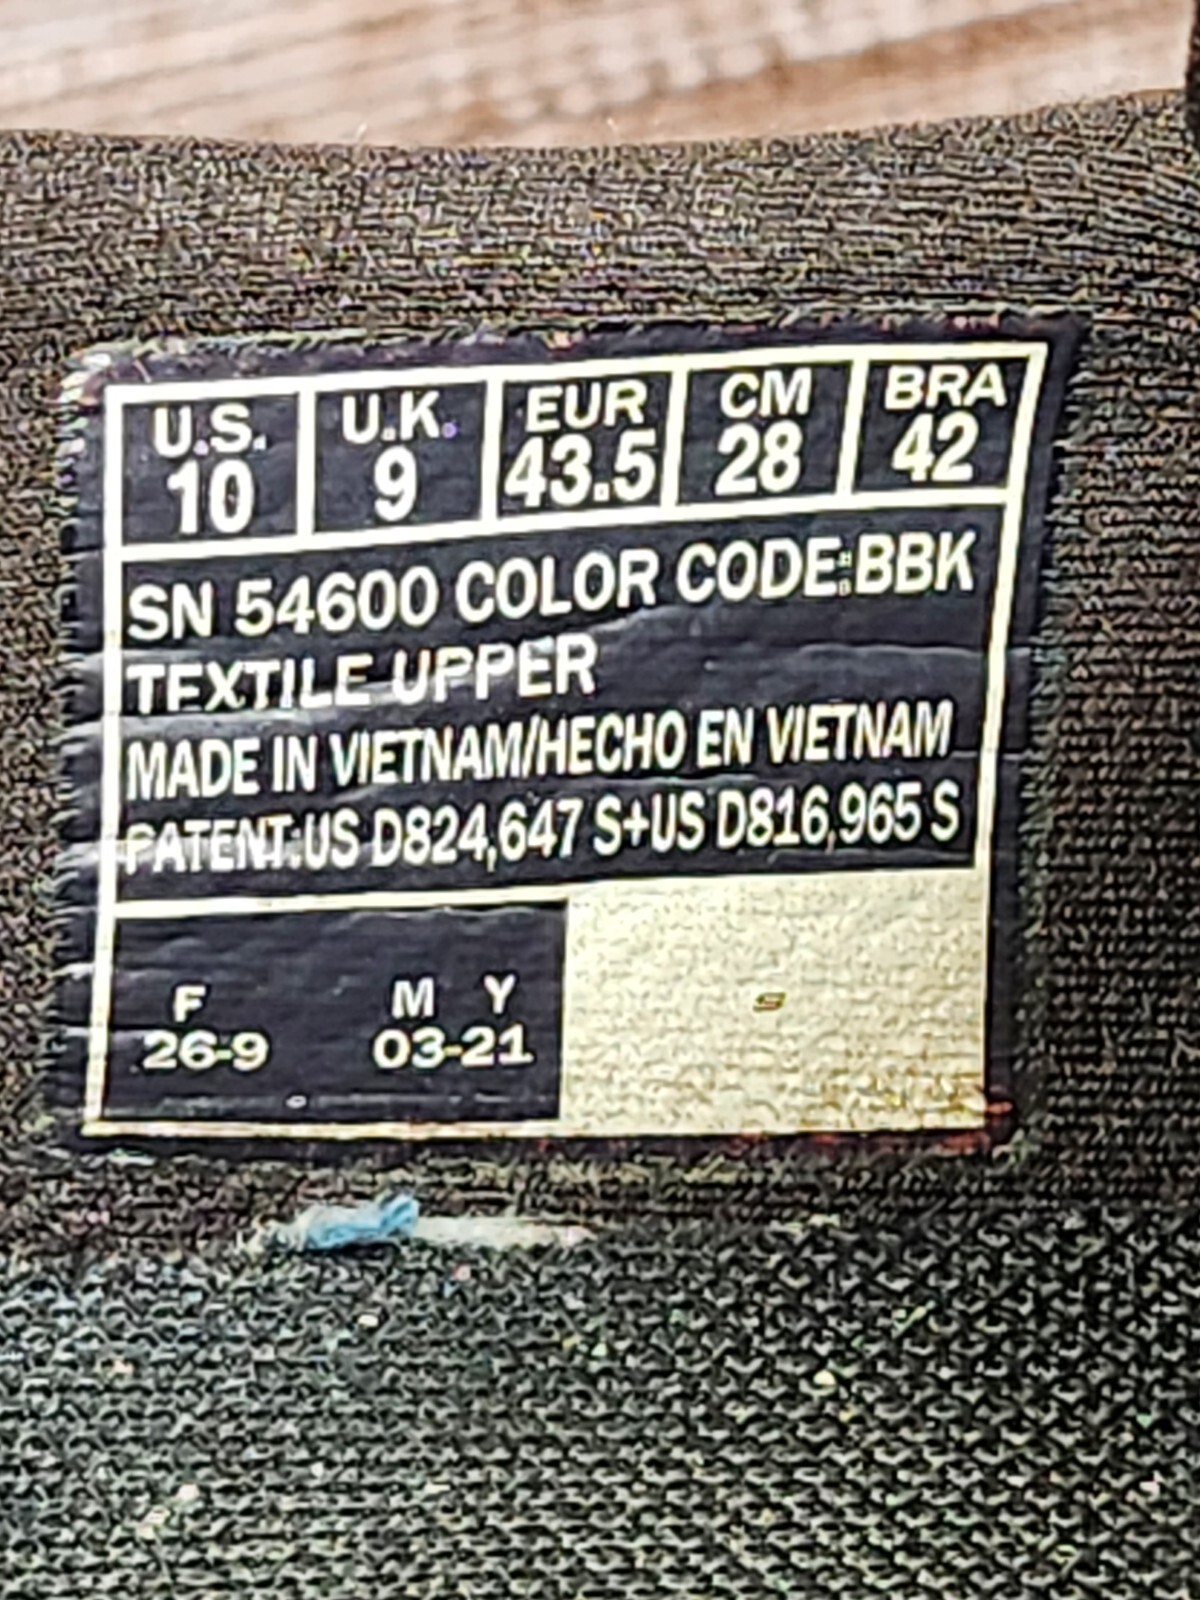 U.S. U.K. EUR CM BRA
10 9 43.5 28 42
SN 54600 COLOR CODE:BBK
TEXTILE UPPER
MADE IN VIETNAM/HECHO EN VIETNAM
PATENT:US D824,647 S+US D816,965 S
F M Y
26-9 03-21